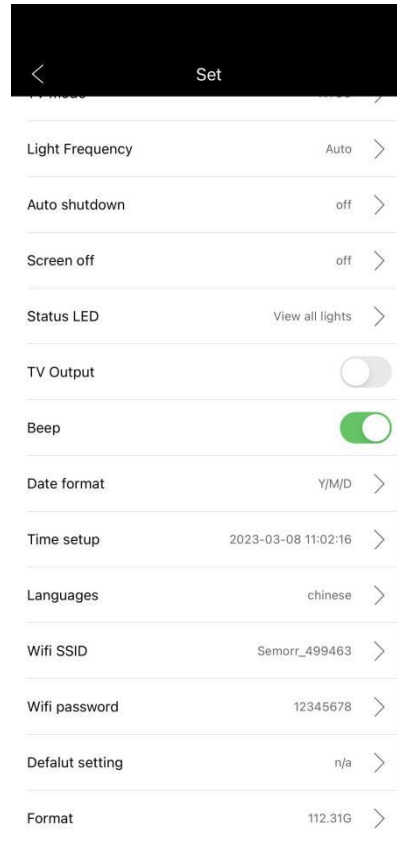 Set
Light Frequency Auto
Auto shutdown off
Screen off off
Status LED View all lights
TV Output
Beep
Date format Y/M/D
Time setup 2023-03-08 11:02:16
Languages chinese
Wifi SSID Semorr_499463
Wifi password 12345678
Defalut setting n/a
Format 112.31G